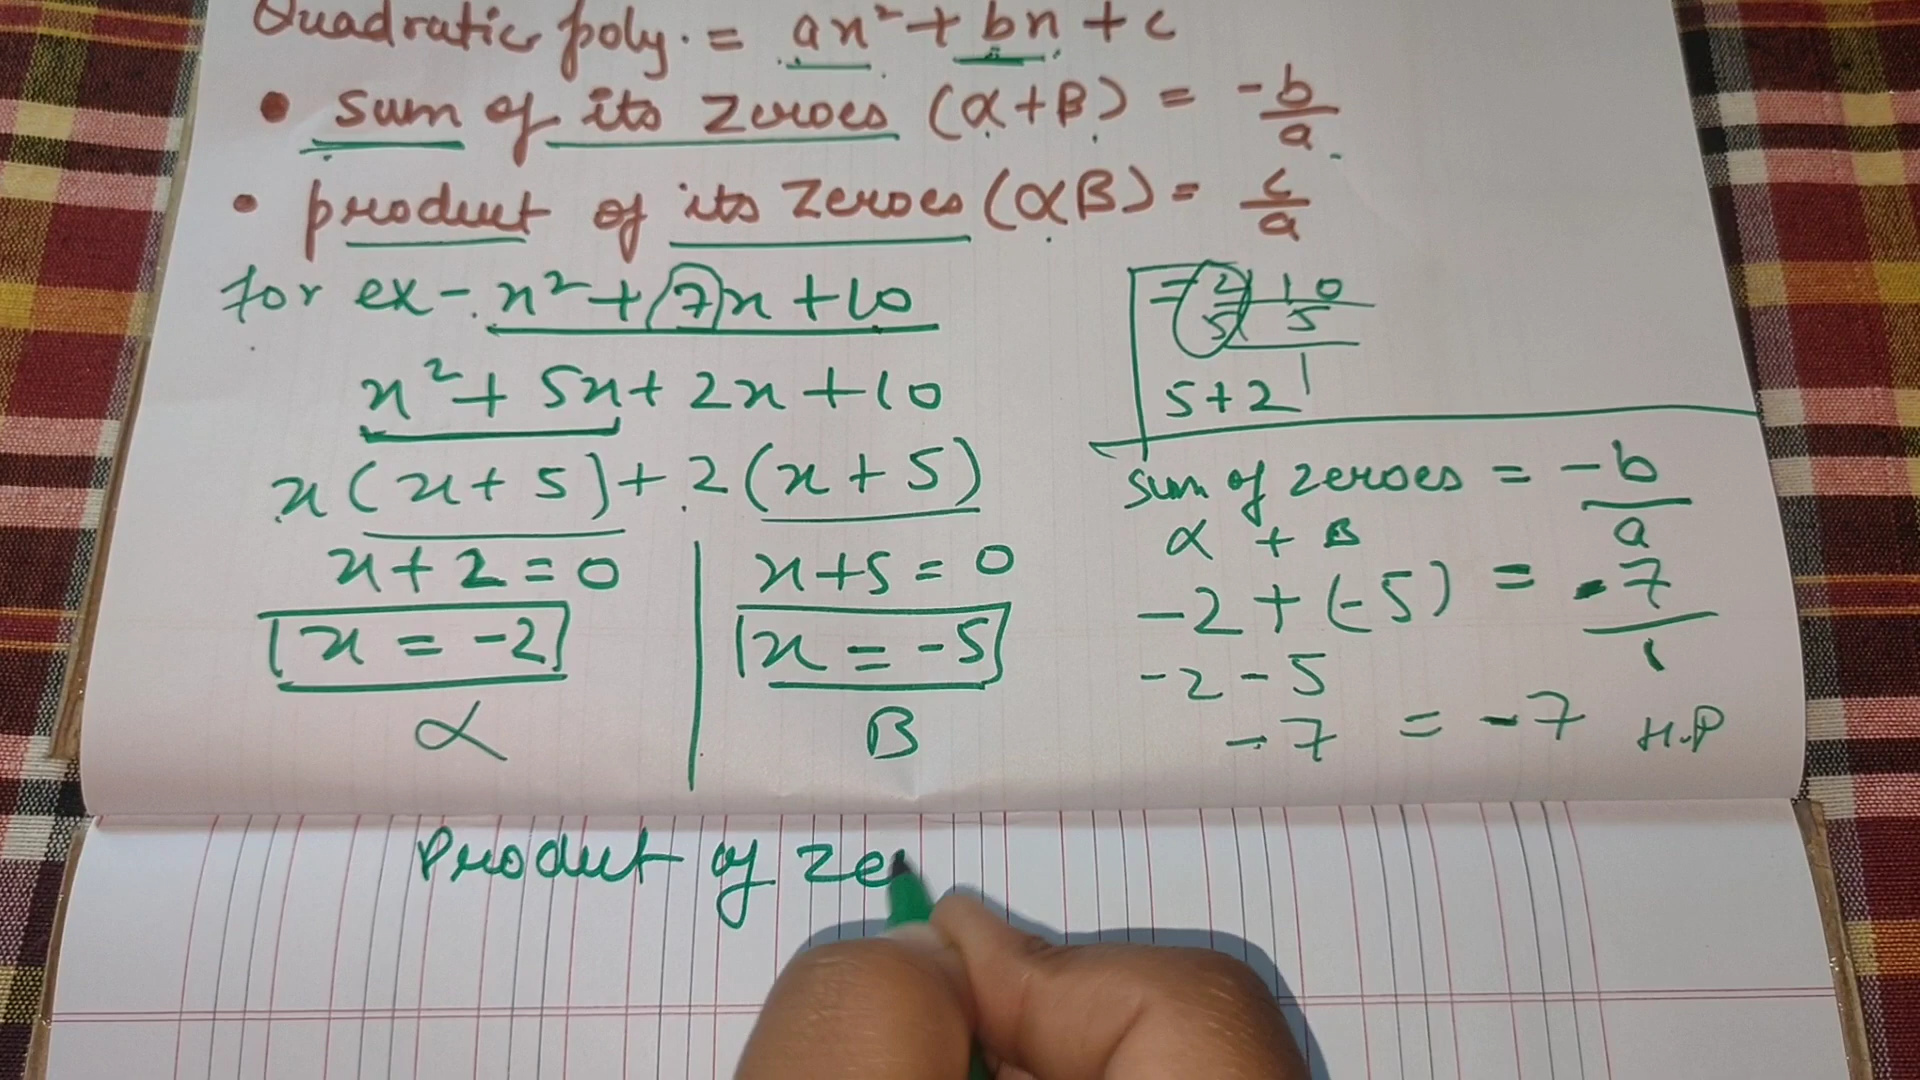 Quadratic poly. = ax² + bx + c
• sum of its zeroes (α+β) = -b/a
• product of its zeroes (αβ) = c/a
for ex - x² + 7x + 10
x² + 5x + 2x + 10
x(x+5) + 2(x+5)
x+2=0
x = -2
α
x+5=0
x = -5
β
= 2 | 10
5 | 5
1
5+2
sum of zeroes = -b/a
α + β
-2 + (-5) = -7/1
-2 - 5
-7 = -7 H.P
Product of ze